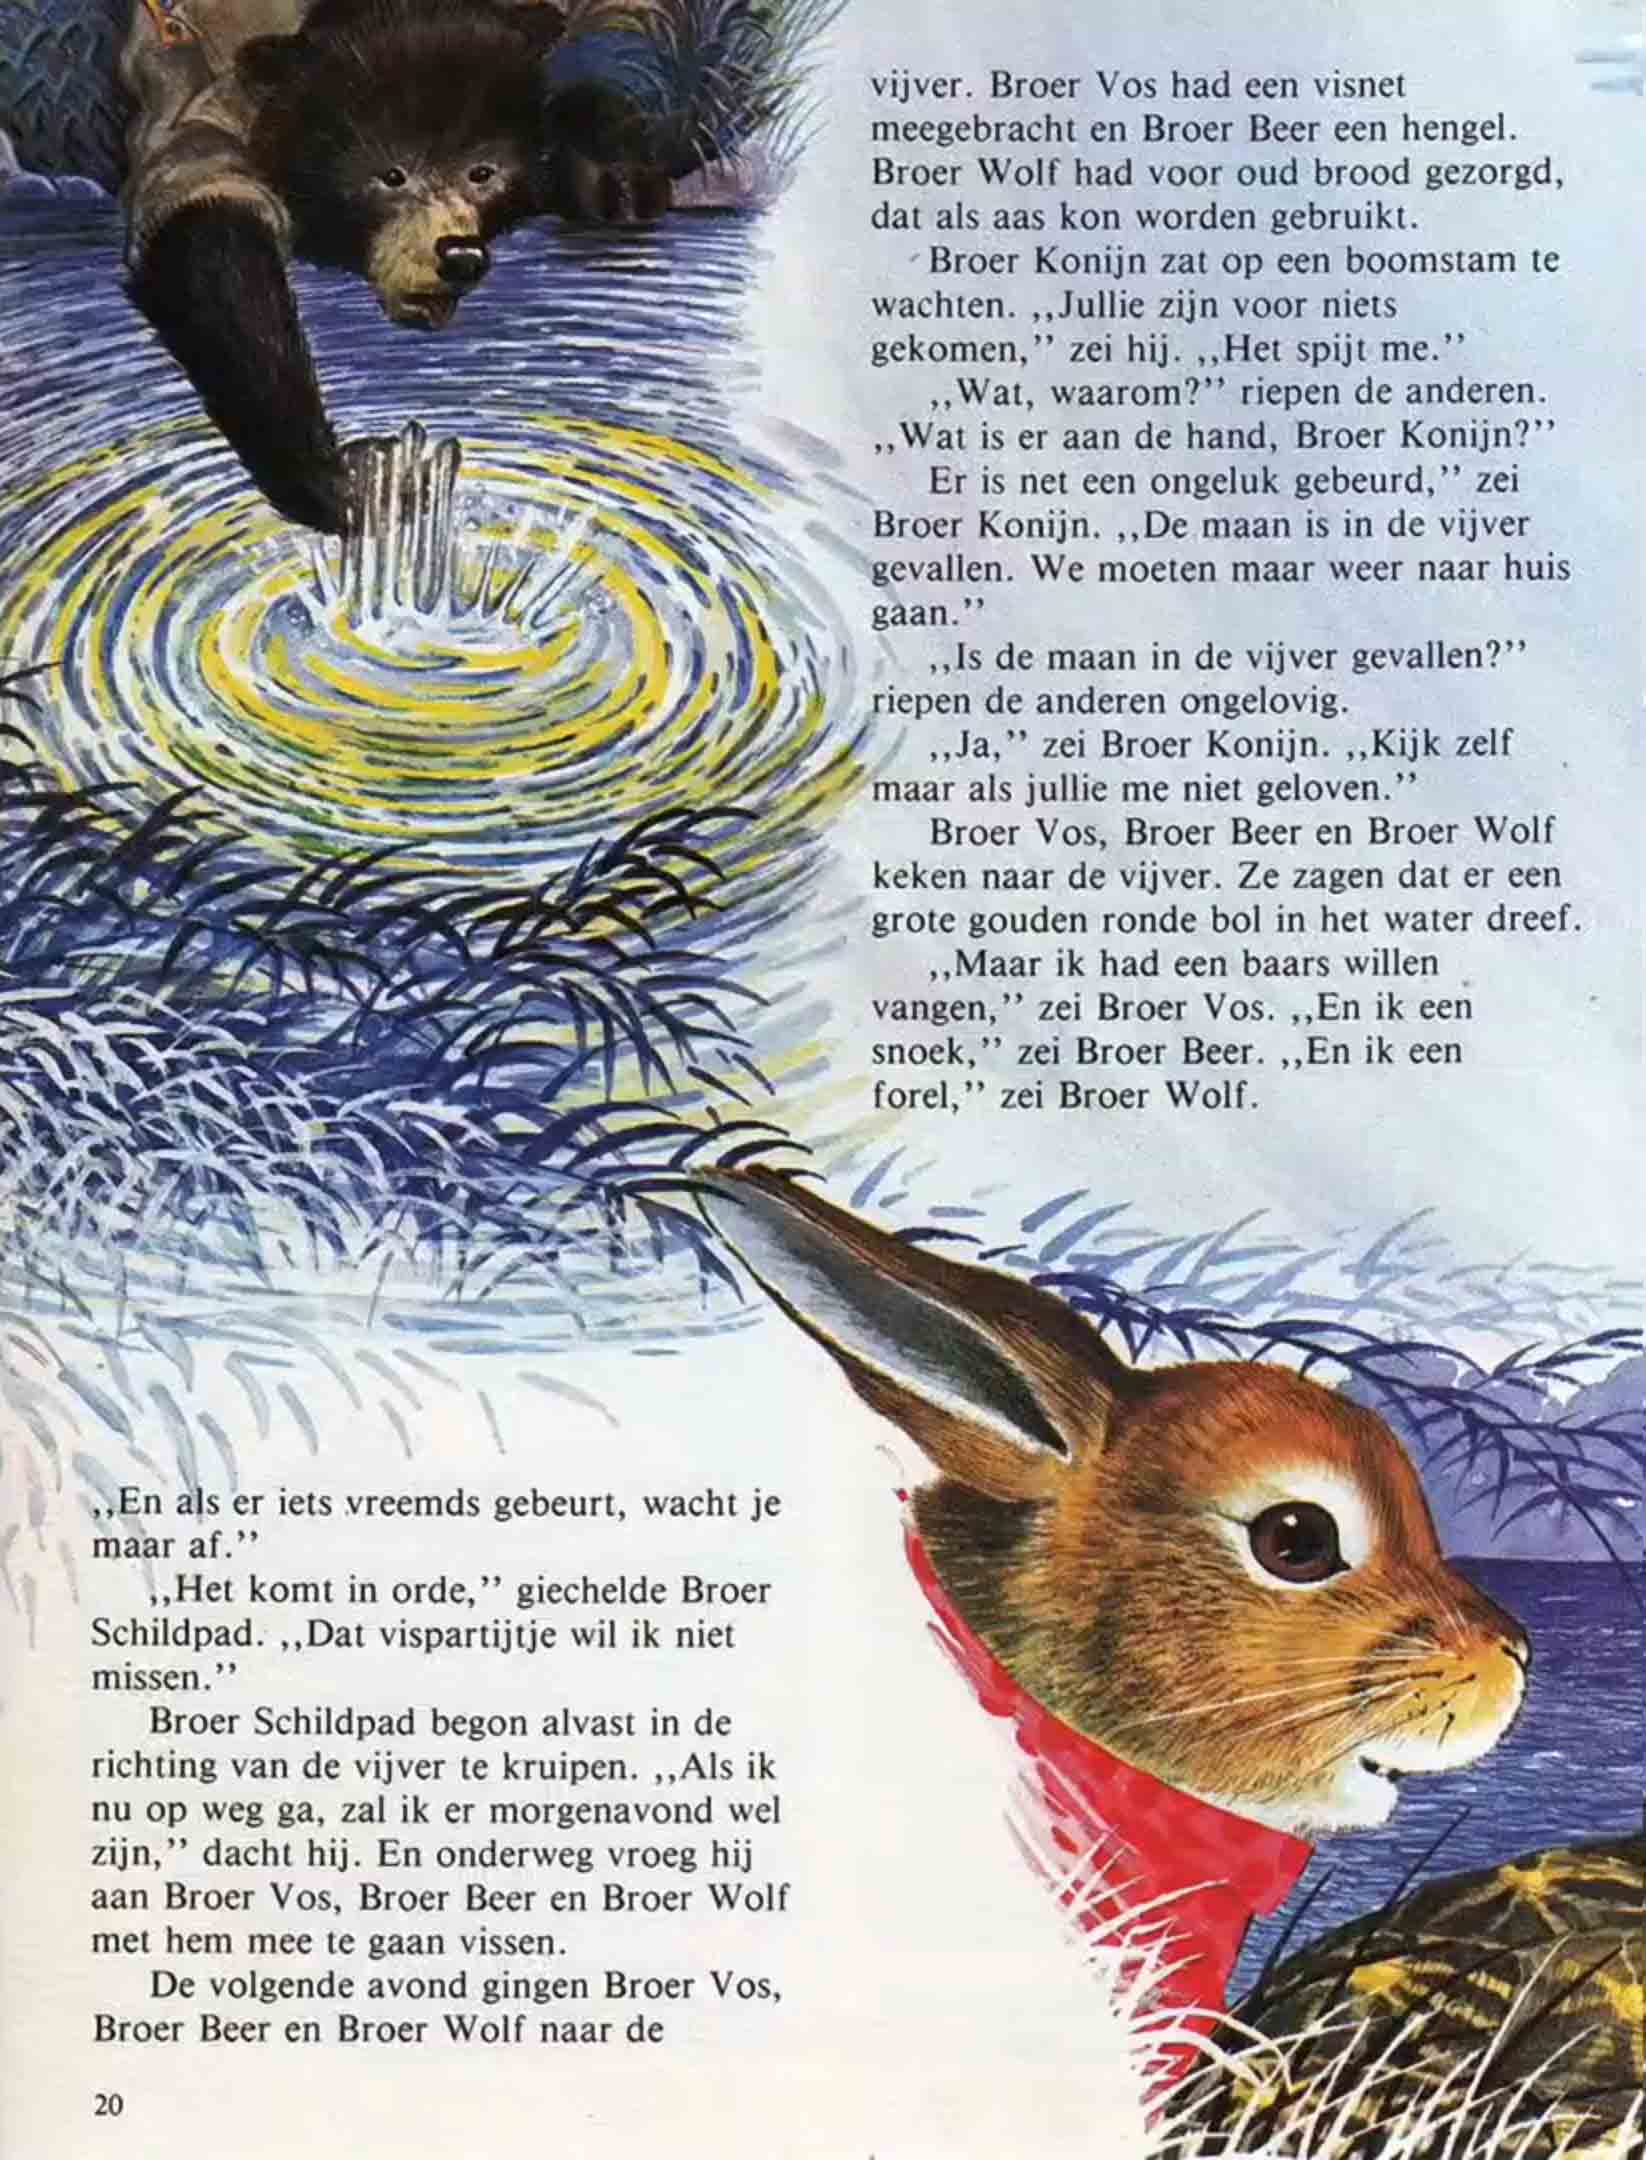 ,,En als er iets vreemds gebeurt, wacht je
maar af.''
,,Het komt in orde,'' giechelde Broer
Schildpad. ,,Dat vispartijtje wil ik niet
missen.''
Broer Schildpad begon alvast in de
richting van de vijver te kruipen. ,,Als ik
nu op weg ga, zal ik er morgenavond wel
zijn,'' dacht hij. En onderweg vroeg hij
aan Broer Vos, Broer Beer en Broer Wolf
met hem mee te gaan vissen.
De volgende avond gingen Broer Vos,
Broer Beer en Broer Wolf naar de
vijver. Broer Vos had een visnet
meegebracht en Broer Beer een hengel.
Broer Wolf had voor oud brood gezorgd,
dat als aas kon worden gebruikt.
Broer Konijn zat op een boomstam te
wachten. ,,Jullie zijn voor niets
gekomen,'' zei hij. ,,Het spijt me.''
,,Wat, waarom?'' riepen de anderen.
,,Wat is er aan de hand, Broer Konijn?''
Er is net een ongeluk gebeurd,'' zei
Broer Konijn. ,,De maan is in de vijver
gevallen. We moeten maar weer naar huis
gaan.''
,,Is de maan in de vijver gevallen?''
riepen de anderen ongelovig.
,,Ja,'' zei Broer Konijn. ,,Kijk zelf
maar als jullie me niet geloven.''
Broer Vos, Broer Beer en Broer Wolf
keken naar de vijver. Ze zagen dat er een
grote gouden ronde bol in het water dreef.
,,Maar ik had een baars willen
vangen,'' zei Broer Vos. ,,En ik een
snoek,'' zei Broer Beer. ,,En ik een
forel,'' zei Broer Wolf.
20